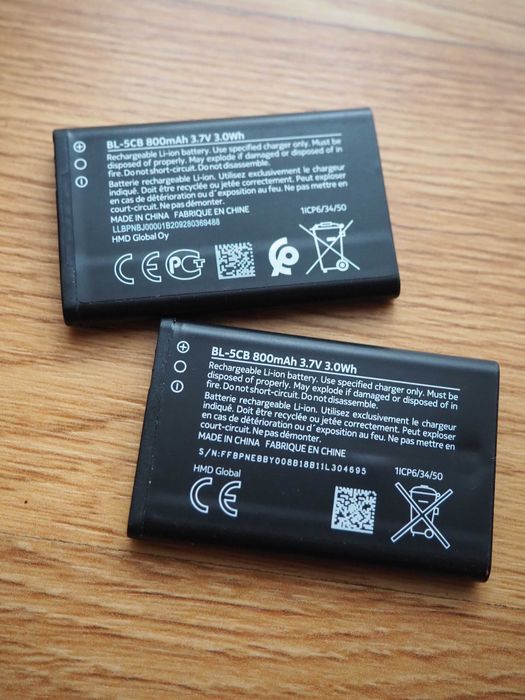 BL-5CB 800mAh 3.7V 3.0Wh
Rechargeable Li-ion battery. Use specified charger only. Must be
disposed of properly. May explode if damaged or disposed of in
fire. Do not short-circuit. Do not disassemble.
Batterie rechargeable Li-ion. Utilisez exclusivement le chargeur
indiqué. Doit être recyclée ou jetée correctement. Peut exploser
en cas de détérioration ou d'exposition au feu. Ne pas mettre en
court-circuit. Ne pas démonter.
MADE IN CHINA FABRIQUE EN CHINE
1ICP6/34/50
LLBPNBJ00001B209280369486
HMD Global Oy
CE
BL-5CB 800mAh 3.7V 3.0Wh
Rechargeable Li-ion battery. Use specified charger only. Must be
disposed of properly. May explode if damaged or disposed of in
fire. Do not short-circuit. Do not disassemble.
Batterie rechargeable Li-Ion. Utilisez exclusivement le chargeur
indiqué. Doit être recyclée ou jetée correctement. Peut exploser
en cas de détérioration ou d'exposition au feu. Ne pas mettre en
court-circuit. Ne pas démonter.
MADE IN CHINA FABRIQUE EN CHINE
S/N:FFBPNEBBY008B18B11L304695
1ICP6/34/50
HMD Global
CE